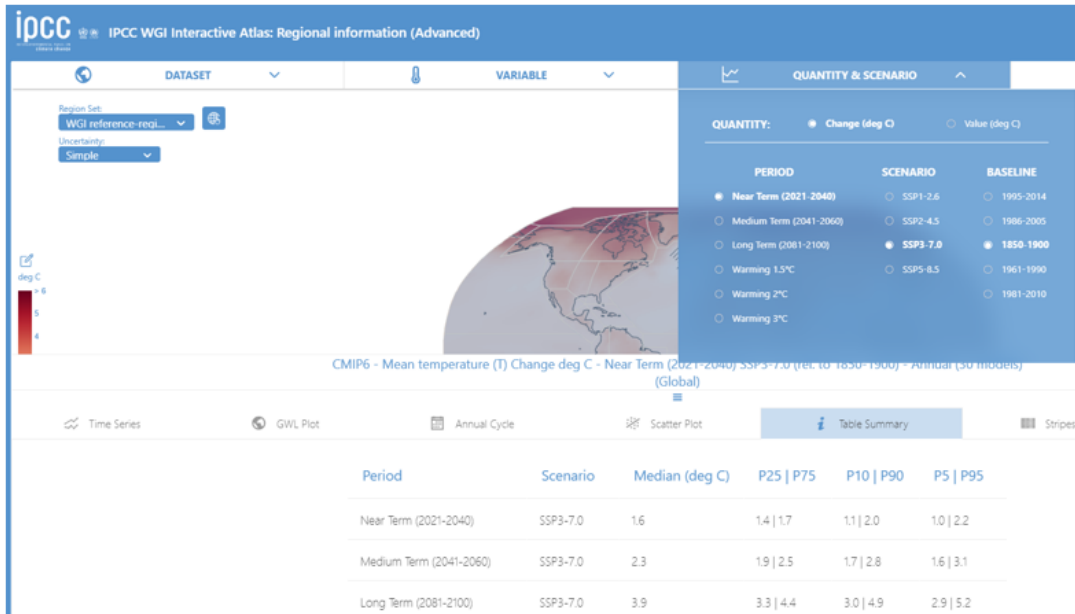 ipcc IPCC WGI Interactive Atlas: Regional information (Advanced)
DATASET VARIABLE QUANTITY & SCENARIO
Region Set:
WGI reference-regi...
Uncertainty:
Simple
QUANTITY: Change (deg C) Value (deg C)
PERIOD SCENARIO BASELINE
Near Term (2021-2040) SSP1-2.6 1995-2014
Medium Term (2041-2060) SSP2-4.5 1986-2005
Long Term (2081-2100) SSP3-7.0 1850-1900
Warming 1.5°C SSP5-8.5 1961-1990
Warming 2°C 1981-2010
Warming 3°C
deg C
> 6
5
4
CMIP6 - Mean temperature (T) Change deg C - Near Term (2021-2040) SSP3-7.0 (rel. to 1850-1900) - Annual (30 models)
(Global)
Time Series GWL Plot Annual Cycle Scatter Plot Table Summary Stripes
Period Scenario Median (deg C) P25 | P75 P10 | P90 P5 | P95
Near Term (2021-2040) SSP3-7.0 1.6 1.4 | 1.7 1.1 | 2.0 1.0 | 2.2
Medium Term (2041-2060) SSP3-7.0 2.3 1.9 | 2.5 1.7 | 2.8 1.6 | 3.1
Long Term (2081-2100) SSP3-7.0 3.9 3.3 | 4.4 3.0 | 4.9 2.9 | 5.2